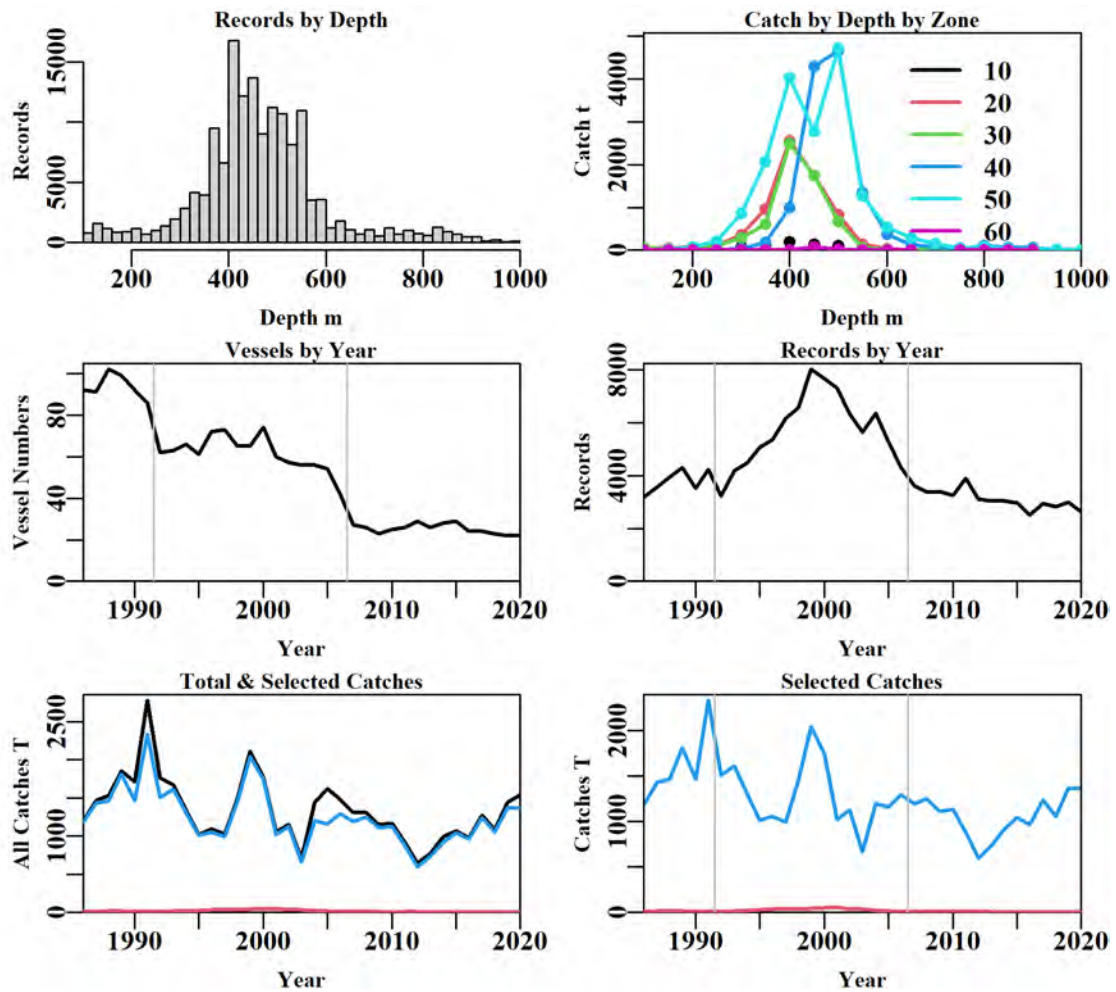 Records by Depth
Records
0
5000
15000
200
400
600
800
1000
Depth m
Catch by Depth by Zone
Catch t
0
2000
4000
10
20
30
40
50
60
200
400
600
800
1000
Depth m
Vessels by Year
Vessel Numbers
0
40
80
1990
2000
2010
2020
Year
Records by Year
Records
0
4000
8000
1990
2000
2010
2020
Year
Total & Selected Catches
All Catches T
0
1000
2500
1990
2000
2010
2020
Year
Selected Catches
Catches T
0
1000
2000
1990
2000
2010
2020
Year